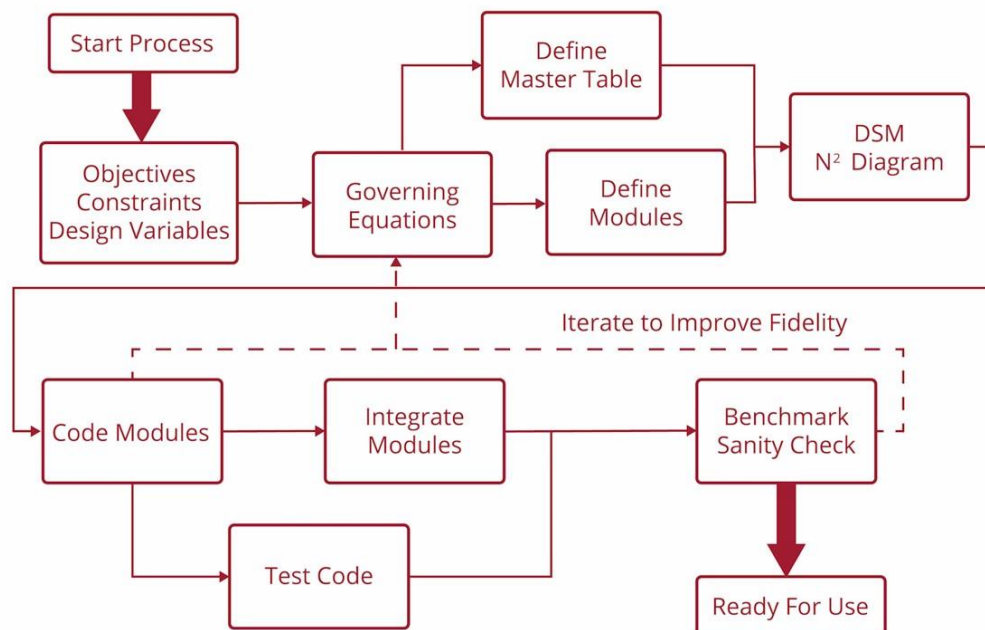 Start Process
Define
Master Table
Objectives
Constraints
Design Variables
Governing
Equations
Define
Modules
DSM
N² Diagram
Iterate to Improve Fidelity
Code Modules
Integrate
Modules
Benchmark
Sanity Check
Test Code
Ready For Use